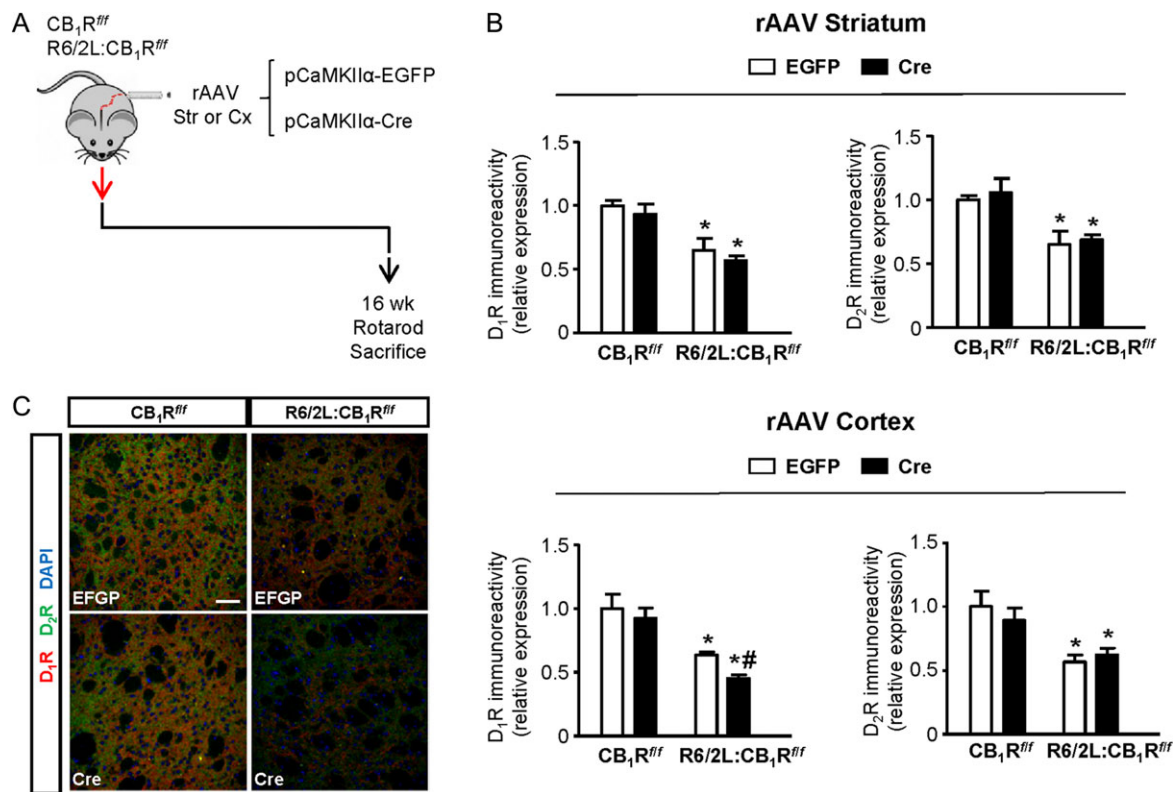 A
CB₁Rf/f
R6/2L:CB₁Rf/f
rAAV
Str or Cx
pCaMKIIα-EGFP
pCaMKIIα-Cre
16 wk
Rotarod
Sacrifice
B
rAAV Striatum
EGFP Cre
D₁R immunoreactivity
(relative expression)
1.5
1.0
0.5
0
* *
CB₁Rf/f R6/2L:CB₁Rf/f
D₂R immunoreactivity
(relative expression)
1.5
1.0
0.5
0
* *
CB₁Rf/f R6/2L:CB₁Rf/f
C
CB₁Rf/f R6/2L:CB₁Rf/f
D₁R D₂R DAPI
EFGP EFGP
Cre Cre
rAAV Cortex
EGFP Cre
D₁R immunoreactivity
(relative expression)
1.5
1.0
0.5
0
* *#
CB₁Rf/f R6/2L:CB₁Rf/f
D₂R immunoreactivity
(relative expression)
1.5
1.0
0.5
0
* *
CB₁Rf/f R6/2L:CB₁Rf/f